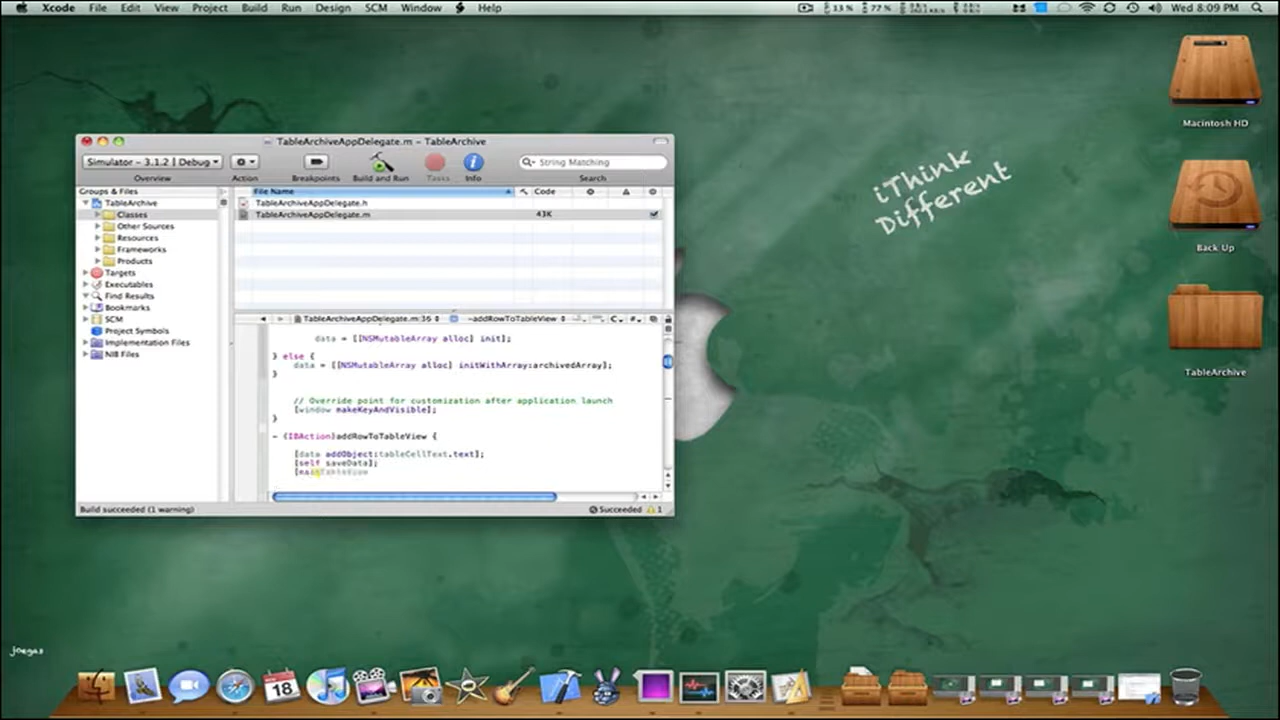 Xcode File Edit View Project Build Run Design SCM Window Help
13% 77% Wed 8:09 PM
Macintosh HD
iThink
Different
Back Up
TableArchive
TableArchiveAppDelegate.m – TableArchive
Simulator - 3.1.2 | Debug
String Matching
Overview Action Breakpoints Build and Run Tasks Info Search
Groups & Files
TableArchive
Classes
Other Sources
Resources
Frameworks
Products
Targets
Executables
Find Results
Bookmarks
SCM
Project Symbols
Implementation Files
NIB Files
File Name Code
TableArchiveAppDelegate.h
TableArchiveAppDelegate.m 43K
TableArchiveAppDelegate.m:36 -addRowToTableView C #
data = [[NSMutableArray alloc] init];
} else {
data = [[NSMutableArray alloc] initWithArray:archivedArray];
}
// Override point for customization after application launch
[window makeKeyAndVisible];
}
- (IBAction)addRowToTableView {
[data addObject:tableCellText.text];
[self saveData];
[mainTableView
Build succeeded (1 warning) Succeeded 1
joegas
18